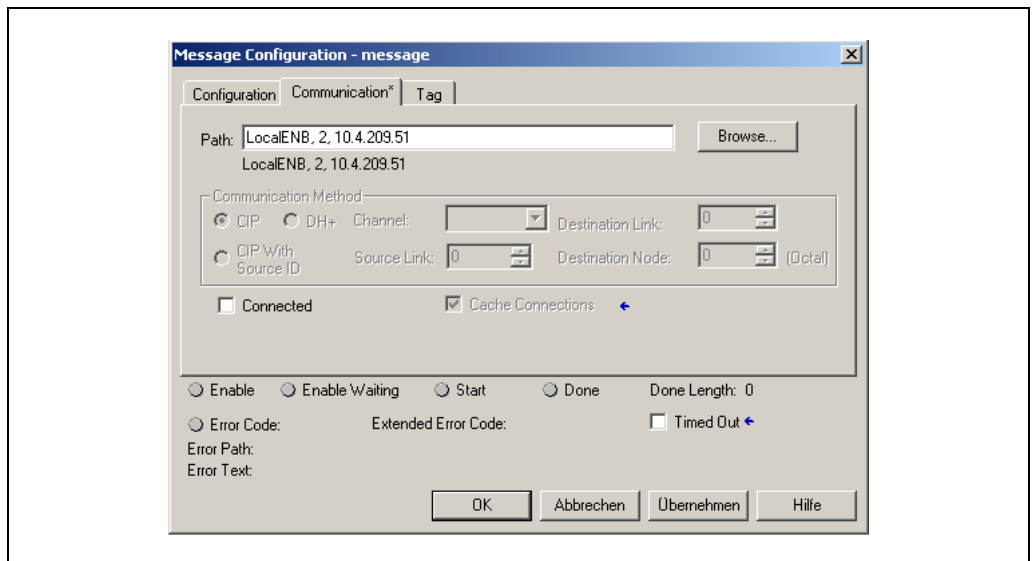 Message Configuration - message
Configuration Communication* Tag
Path: LocalENB, 2, 10.4.209.51 Browse...
LocalENB, 2, 10.4.209.51
Communication Method
CIP DH+ Channel: Destination Link: 0
CIP With Source ID Source Link: 0 Destination Node: 0 (Octal)
Connected Cache Connections
Enable Enable Waiting Start Done Done Length: 0
Error Code: Extended Error Code: Timed Out
Error Path:
Error Text:
OK Abbrechen Übernehmen Hilfe